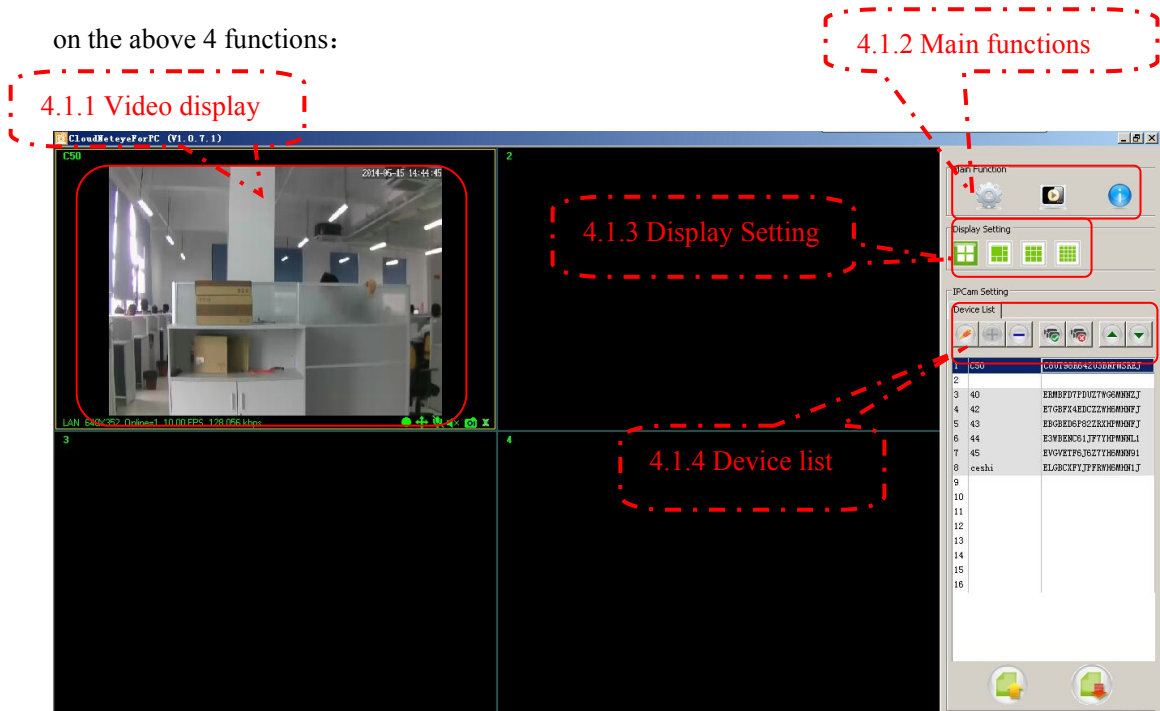 on the above 4 functions：
4.1.2 Main functions
4.1.1 Video display
CloudNeteyeForPC (V1.0.7.1)
C50
2014-05-15 14:44:45
2
Main Function
4.1.3 Display Setting
Display Setting
IPCam Setting
Device List
1 C50
2
3 40 ERMBFD7PDUZ7WG6MHNZJ
4 42 E7GBFX4EDCZZWH6MHNFJ
5 43 EBGBED6P82ZRXHPMHNFJ
6 44 E3WBENC61JF7YHPMNNL1
7 45 EVGVETF6J6Z7YH6MNN91
8 ceshi ELGBCXFYJPFRWH6MHN1J
9
10
11
12
13
14
15
16
LAN 640X352 Online=1 10.00 FPS 128.056 kbps
3
4
4.1.4 Device list